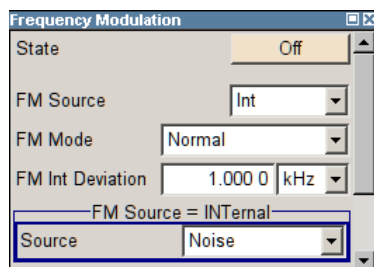 Frequency Modulation
State Off
FM Source Int
FM Mode Normal
FM Int Deviation 1.000 0 kHz
FM Source = INTernal
Source Noise